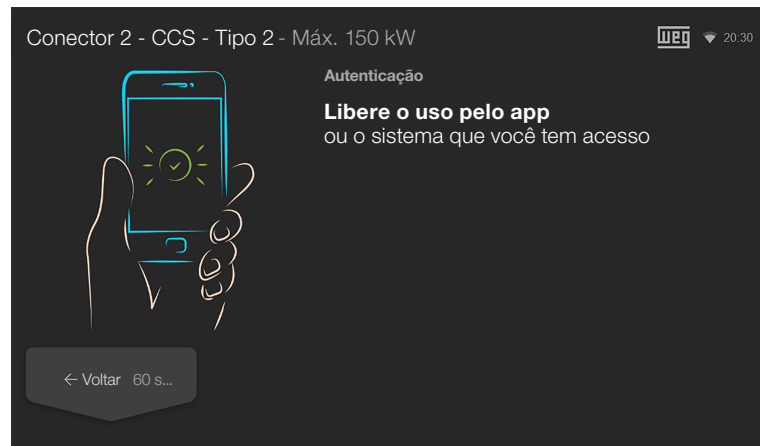 Conector 2 - CCS - Tipo 2 - Máx. 150 kW
WEG 20:30
Autenticação
Libere o uso pelo app
ou o sistema que você tem acesso
← Voltar 60 s...